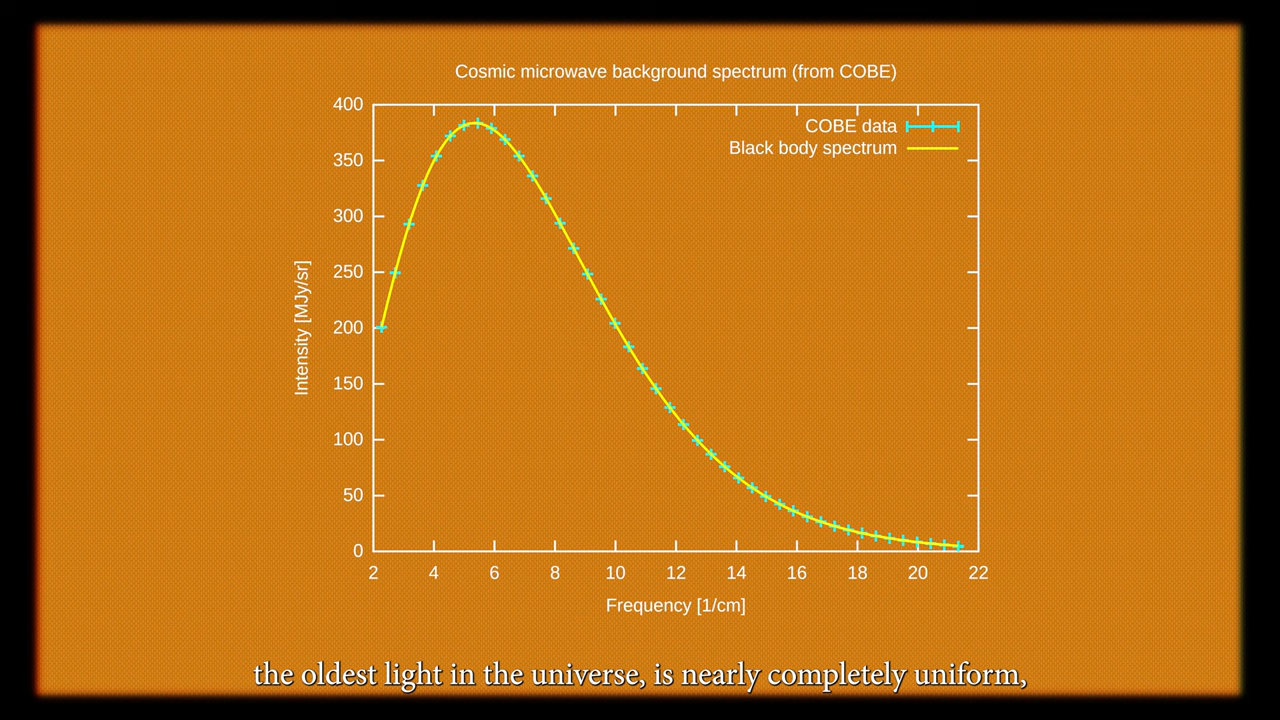 Cosmic microwave background spectrum (from COBE)
COBE data
Black body spectrum
400
350
300
250
200
150
100
50
0
Intensity [MJy/sr]
2 4 6 8 10 12 14 16 18 20 22
Frequency [1/cm]
the oldest light in the universe, is nearly completely uniform,